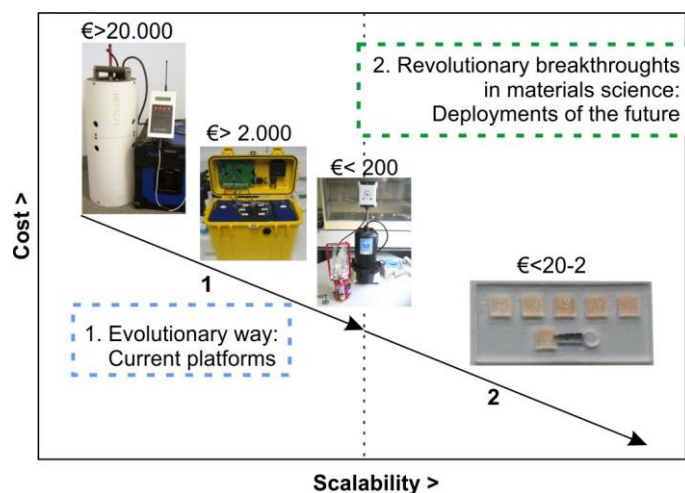 €>20.000
€> 2.000
€< 200
€<20-2
2. Revolutionary breakthroughts
in materials science:
Deployments of the future
1
1. Evolutionary way:
Current platforms
2
Cost >
Scalability >